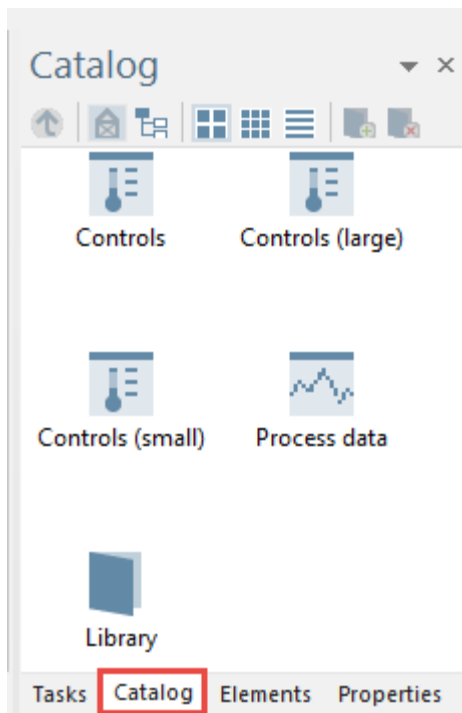 Catalog
Controls Controls (large)
Controls (small) Process data
Library
Tasks Catalog Elements Properties